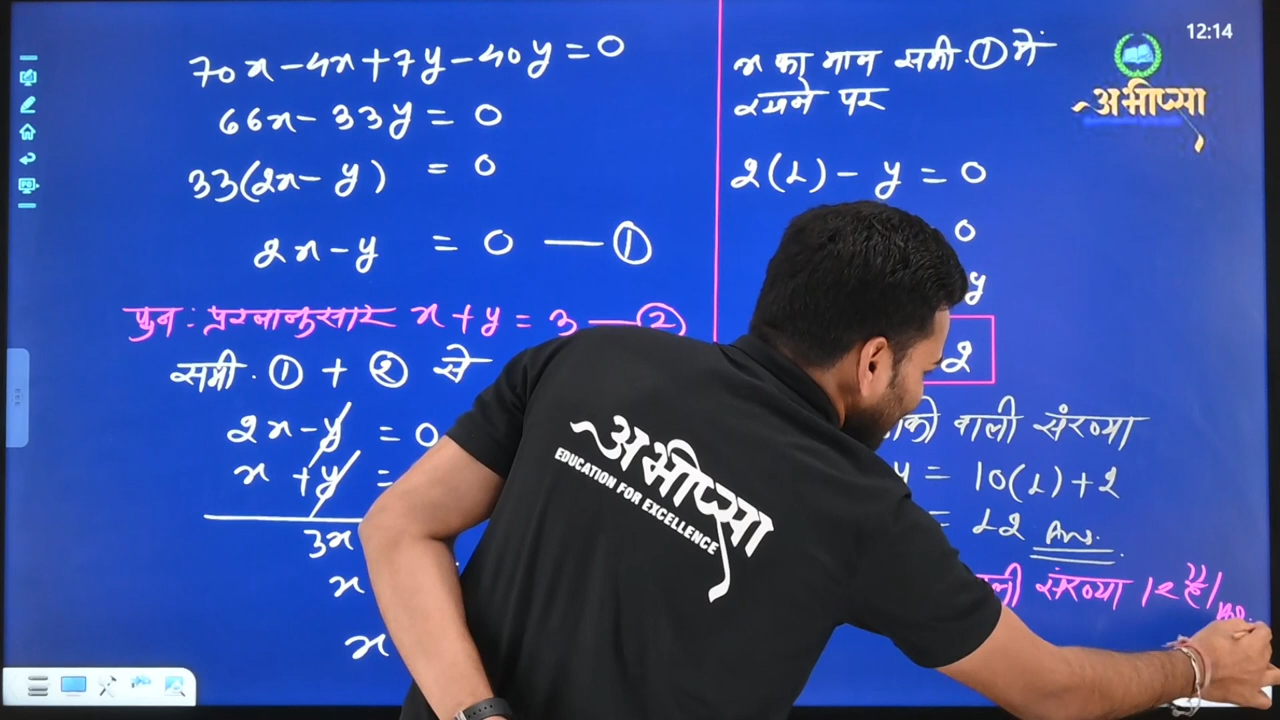 70x-4x+7y-40y=0
66x-33y=0
33(2x-y)=0
2x-y=0 — ①
पुन: प्रश्नानुसार x+y=3 — ②
समी. ① + ② से
2x-y=0
x+y=
3x
x
x
x का मान समी. ① में
रखने पर
2(1)-y=0
0
y
2
वाली संख्या
y = 10(1)+2
= 12 Ans.
संख्या 12 है।
12:14
अभीप्सा
अभीप्सा
EDUCATION FOR EXCELLENCE